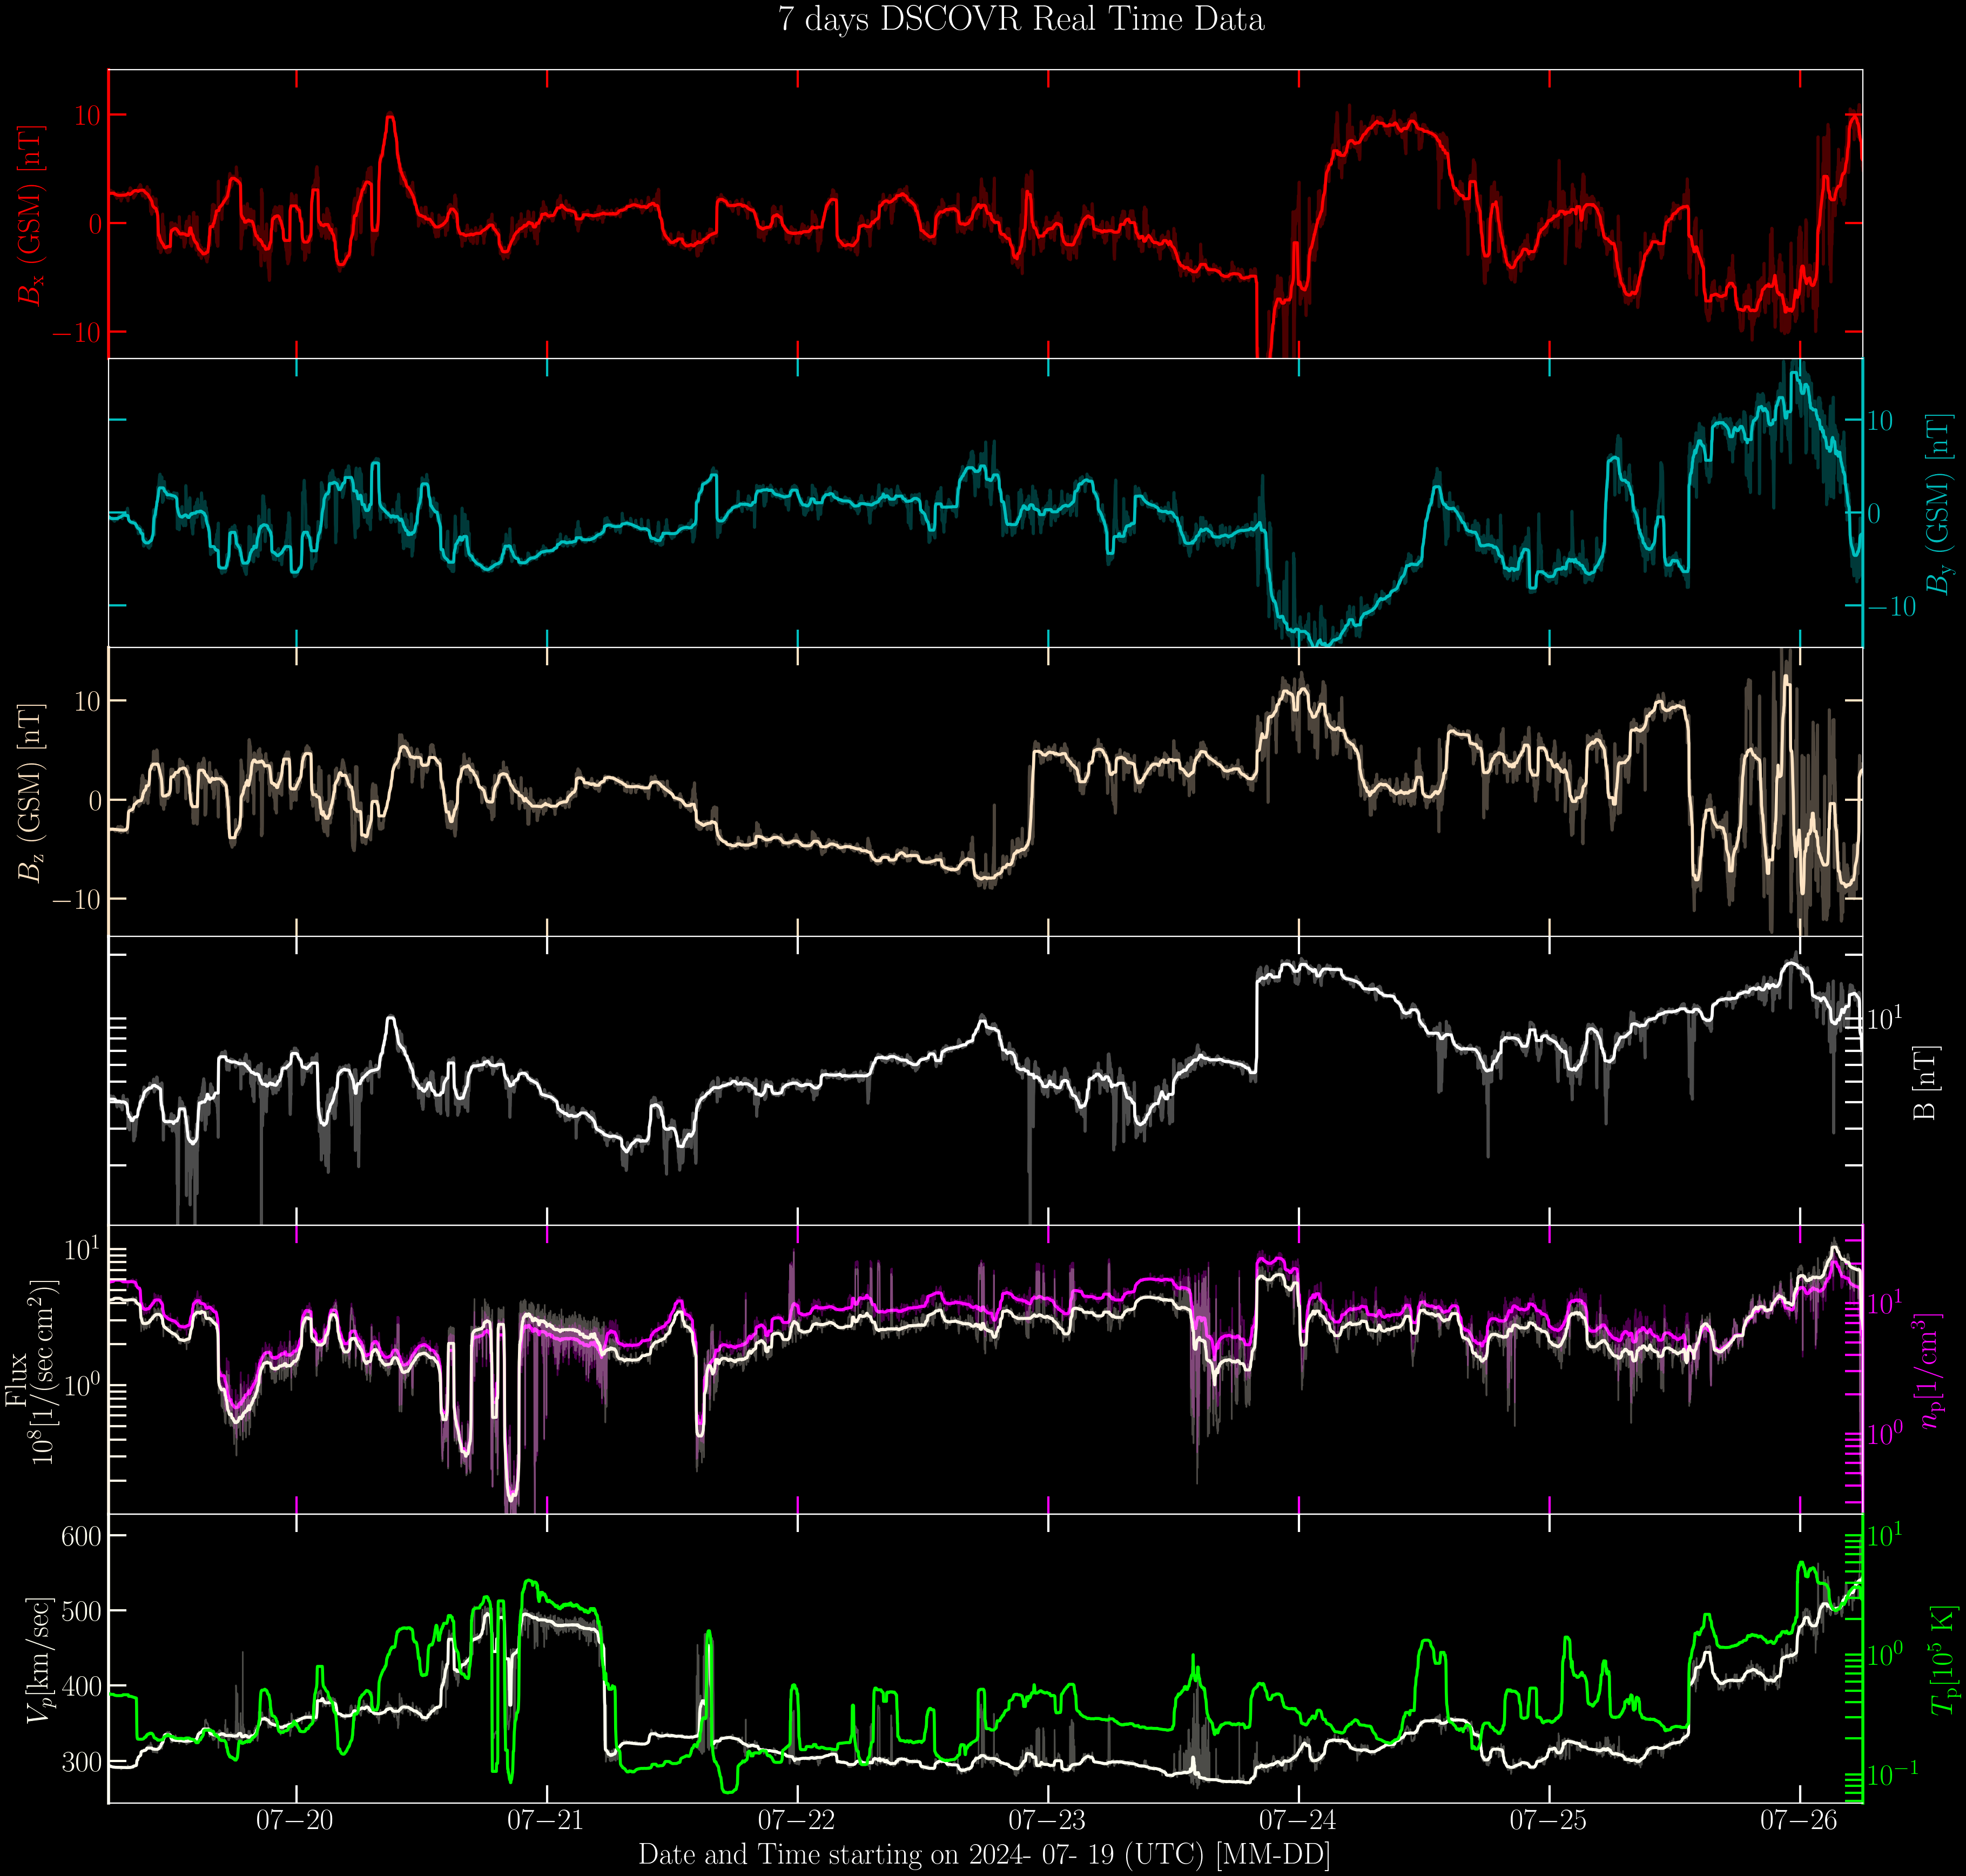 7 days DSCOVR Real Time Data
10
0
−10
Bx (GSM) [nT]
10
0
−10
By (GSM) [nT]
10
0
−10
Bz (GSM) [nT]
10¹
B [nT]
10¹
10⁰
Flux
10⁸[1/(sec cm²)]
10¹
10⁰
np[1/cm³]
600
500
400
300
Vp[km/sec]
10¹
10⁰
10⁻¹
Tp[10⁵ K]
07−20 07−21 07−22 07−23 07−24 07−25 07−26
Date and Time starting on 2024- 07- 19 (UTC) [MM-DD]